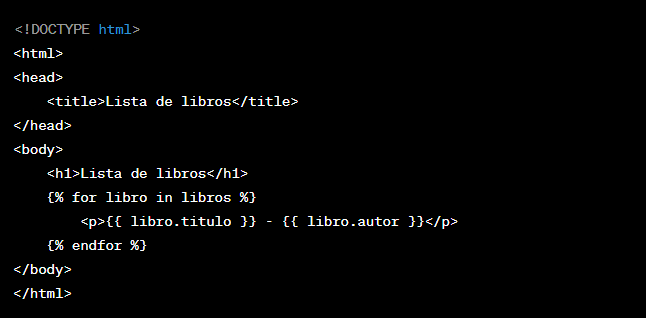 <!DOCTYPE html>
<html>
<head>
    <title>Lista de libros</title>
</head>
<body>
    <h1>Lista de libros</h1>
    {% for libro in libros %}
        <p>{{ libro.titulo }} - {{ libro.autor }}</p>
    {% endfor %}
</body>
</html>